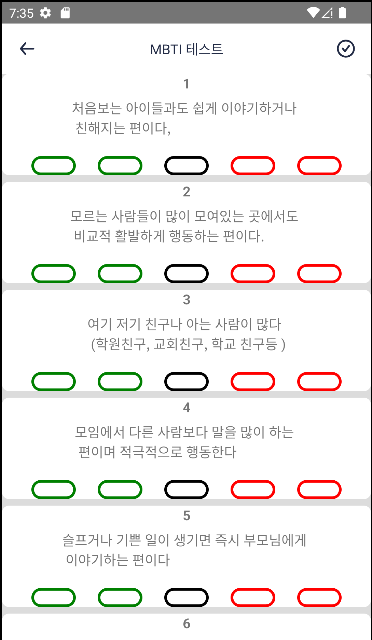 7:35
MBTI 테스트
1
처음보는 아이들과도 쉽게 이야기하거나
친해지는 편이다,
2
모르는 사람들이 많이 모여있는 곳에서도
비교적 활발하게 행동하는 편이다.
3
여기 저기 친구나 아는 사람이 많다
(학원친구, 교회친구, 학교 친구등 )
4
모임에서 다른 사람보다 말을 많이 하는
편이며 적극적으로 행동한다
5
슬프거나 기쁜 일이 생기면 즉시 부모님에게
이야기하는 편이다
6